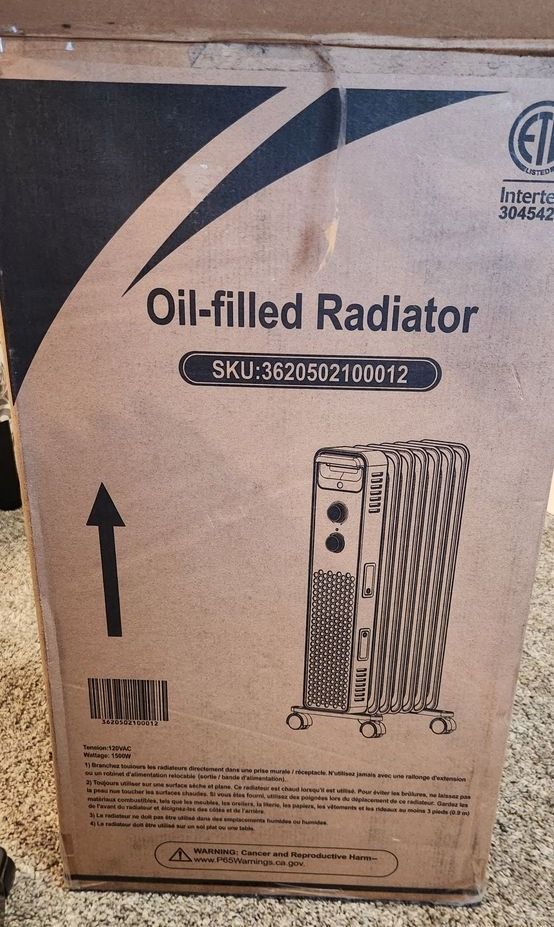 ETL
LISTED
Interte
304542
Oil-filled Radiator
SKU:3620502100012
3620502100012
Tension:120VAC
Wattage: 1500W
1) Branchez toujours les radiateurs directement dans une prise murale / réceptacle. N'utilisez jamais avec une rallonge d'extension
ou un robinet d'alimentation relocable (sortie / bande d'alimentation).
2) Toujours utiliser sur une surface sèche et plane. Ce radiateur est chaud lorsqu'il est utilisé. Pour éviter les brûlures, ne laissez pas
la peau nue toucher les surfaces chaudes. Si vous êtes fourni, utilisez des poignées lors du déplacement de ce radiateur. Gardez les
matériaux combustibles, tels que les meubles, les oreillers, la literie, les papiers, les vêtements et les rideaux au moins 3 pieds (0.9 m)
de l'avant du radiateur et éloignez-les des côtés et de l'arrière.
3) Le radiateur ne doit pas être utilisé dans des emplacements humides ou humides.
4) Le radiateur doit être utilisé sur un sol plat ou une table.
WARNING: Cancer and Reproductive Harm--
www.P65Warnings.ca.gov.